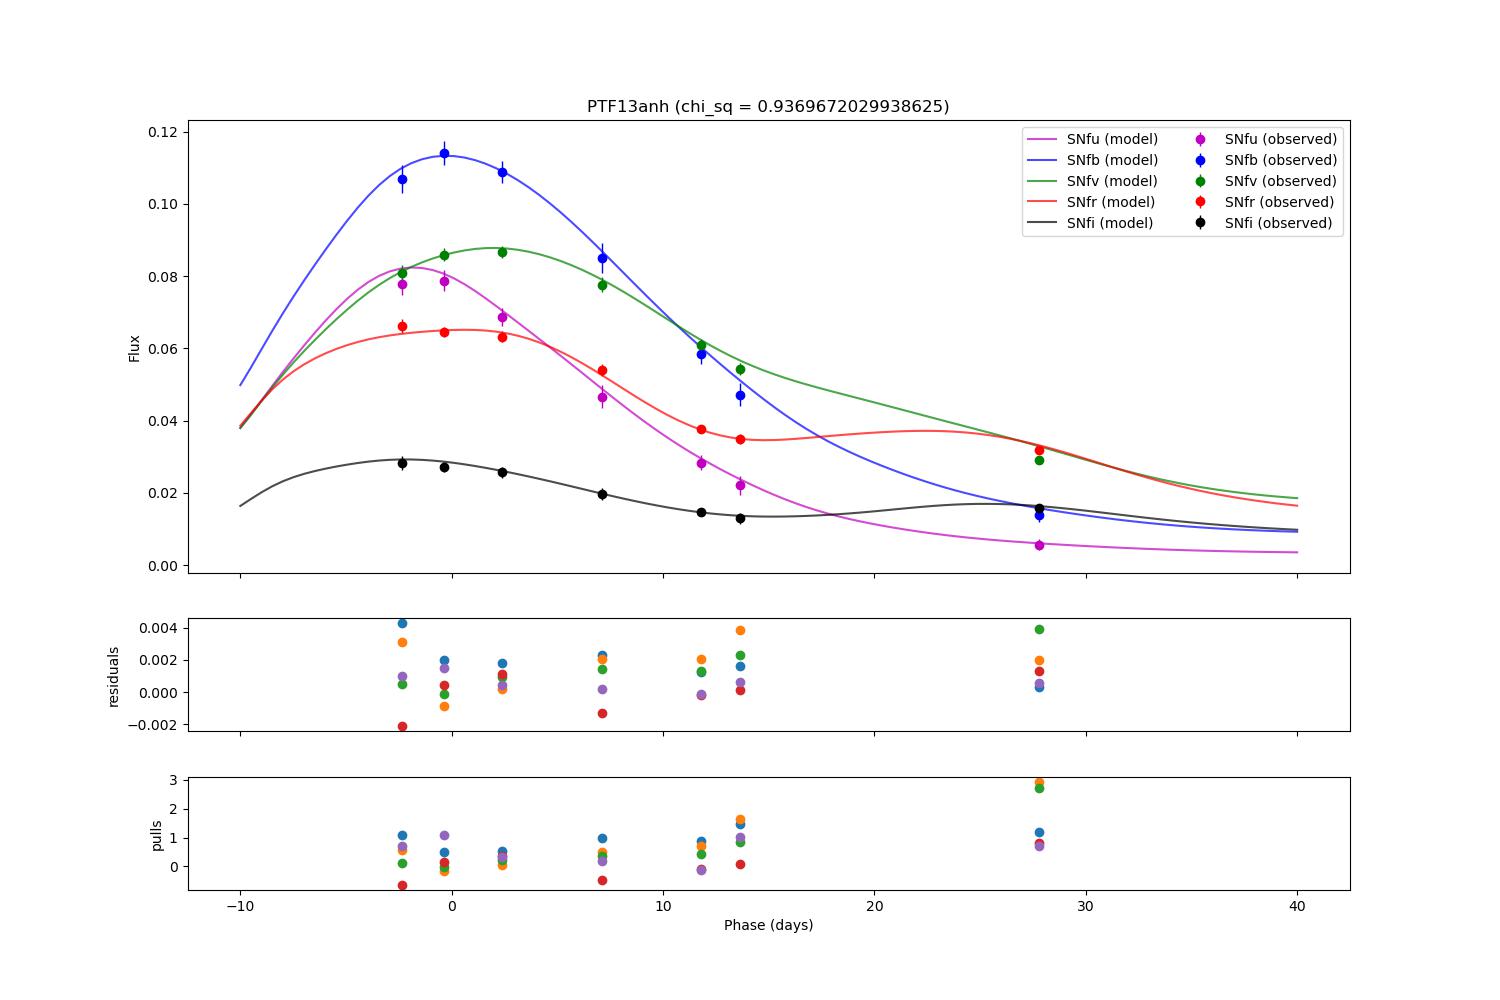 PTF13anh (chi_sq = 0.9369672029938625)
0.12
0.10
0.08
0.06
0.04
0.02
0.00
Flux
SNfu (model)
SNfb (model)
SNfv (model)
SNfr (model)
SNfi (model)
SNfu (observed)
SNfb (observed)
SNfv (observed)
SNfr (observed)
SNfi (observed)
0.004
0.002
0.000
−0.002
residuals
3
2
1
0
pulls
−10
0
10
20
30
40
Phase (days)